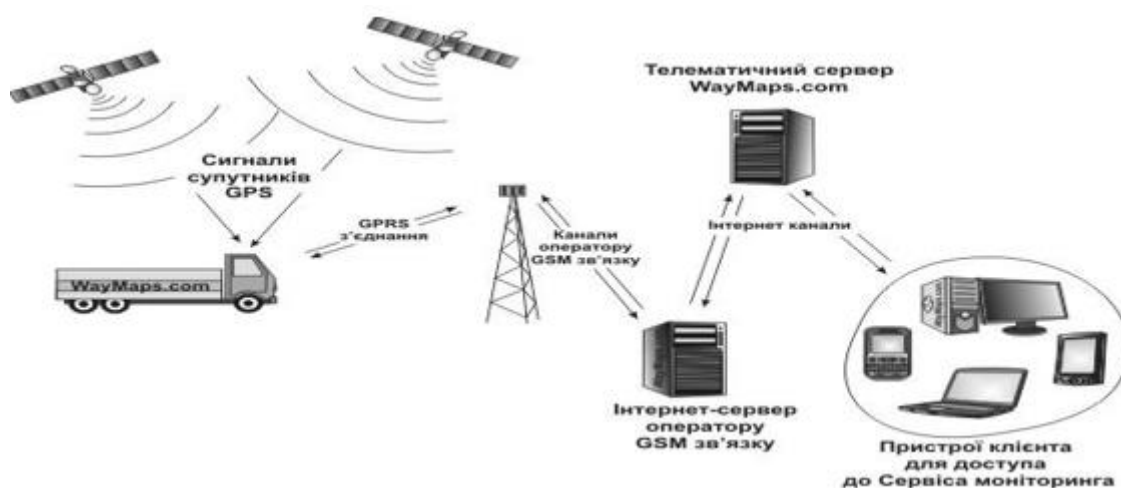 Телематичний сервер
WayMaps.com
Сигнали
супутників
GPS
GPRS
з'єднання
Канали
оператору
GSM зв'язку
Інтернет канали
WayMaps.com
Інтернет-сервер
оператору
GSM зв'язку
Пристрої клієнта
для доступа
до Сервіса моніторинга